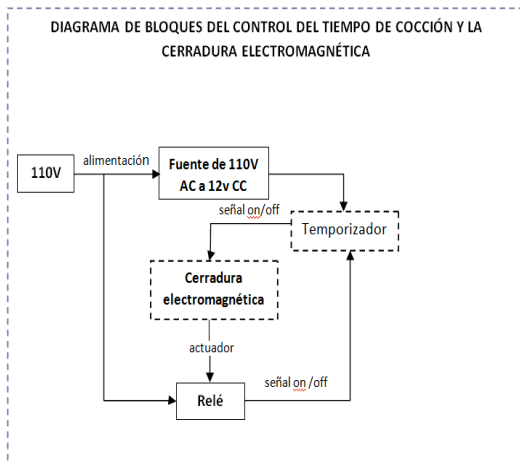 DIAGRAMA DE BLOQUES DEL CONTROL DEL TIEMPO DE COCCIÓN Y LA
CERRADURA ELECTROMAGNÉTICA
110V
alimentación
Fuente de 110V
AC a 12v CC
señal on/off
Temporizador
Cerradura
electromagnética
actuador
señal on /off
Relé